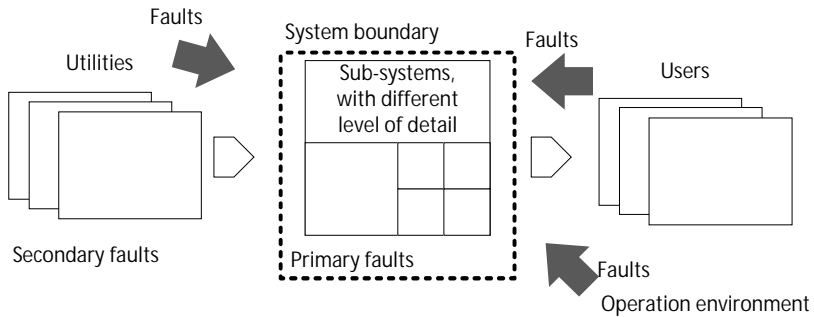 Faults
System boundary
Faults
Utilities
Sub-systems,
with different
level of detail
Users
Secondary faults
Primary faults
Faults
Operation environment